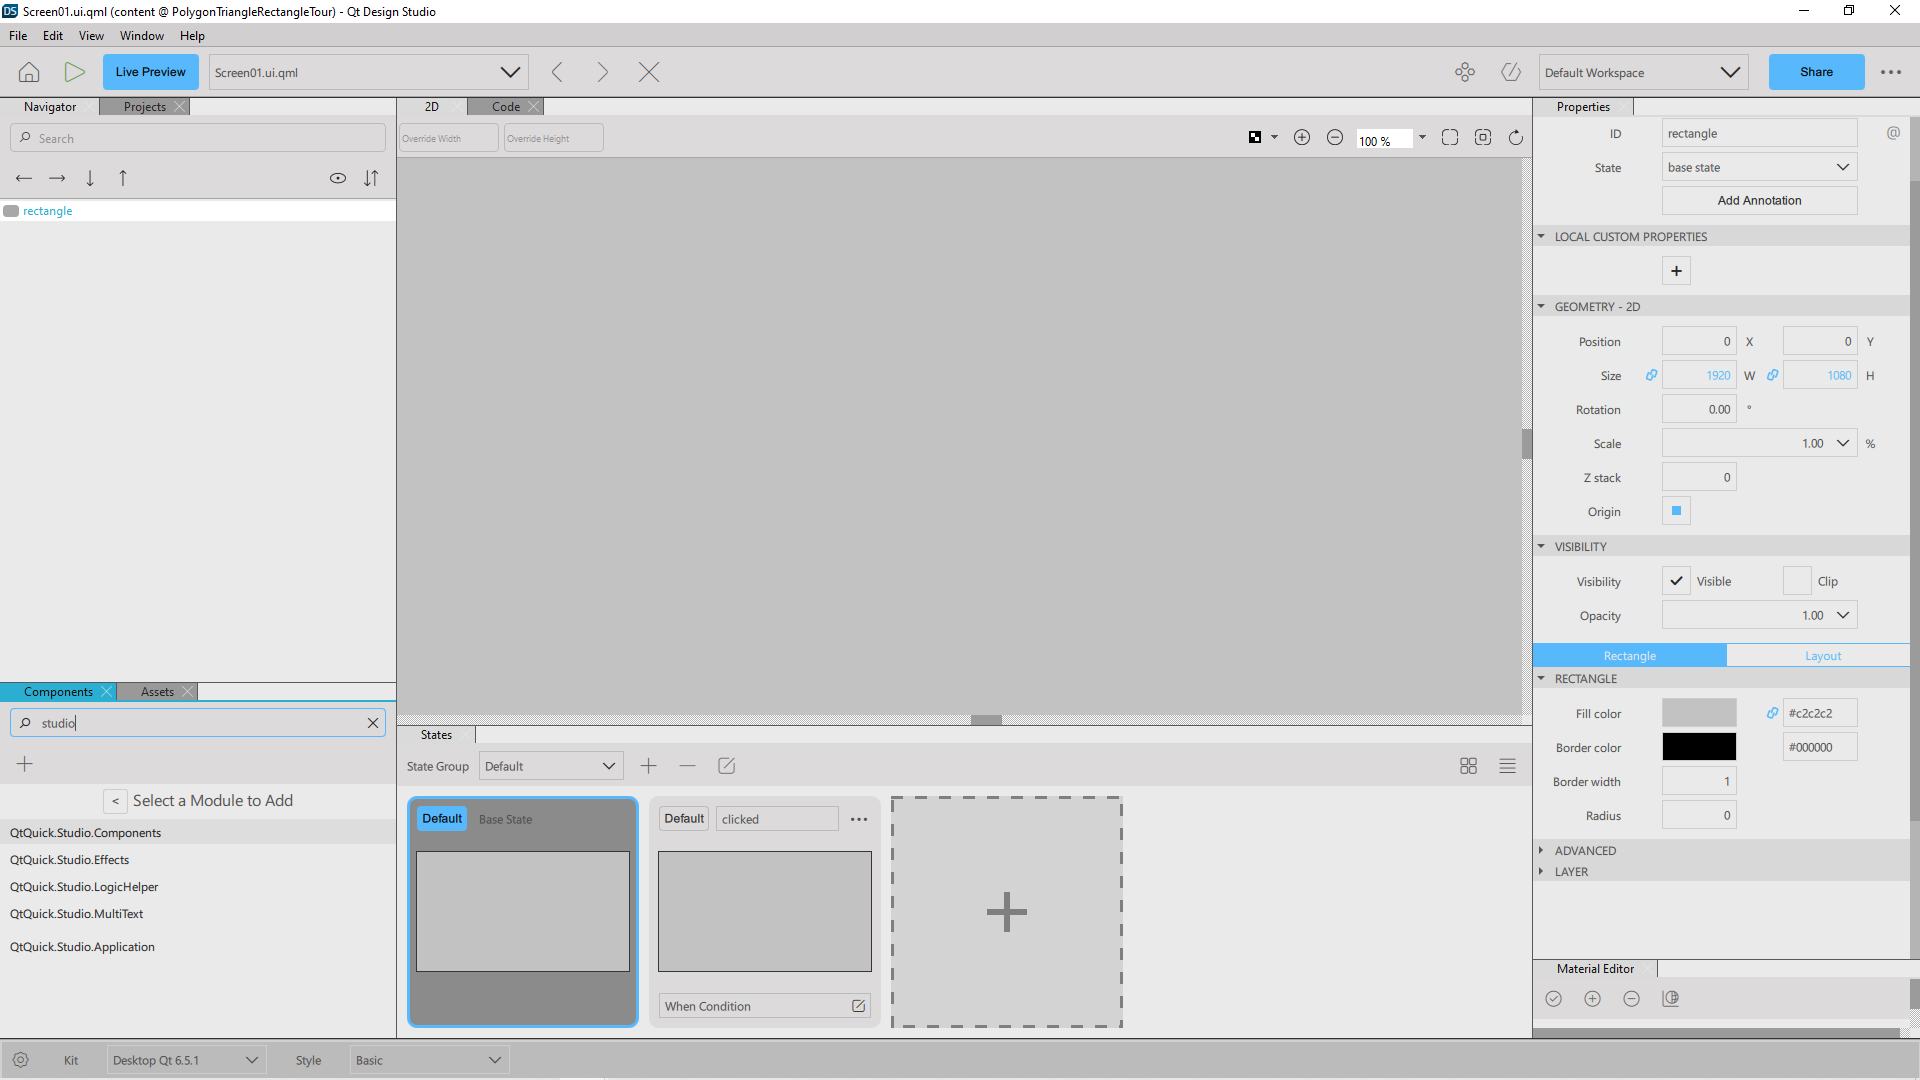 Screen01.ui.qml (content @ PolygonTriangleRectangleTour) - Qt Design Studio
File Edit View Window Help
Live Preview Screen01.ui.qml Default Workspace Share
Navigator Projects 2D Code Properties
Search Override Width Override Height 100 % ID rectangle @
State base state
Add Annotation
rectangle
LOCAL CUSTOM PROPERTIES
GEOMETRY - 2D
Position 0 X 0 Y
Size 1920 W 1080 H
Rotation 0.00 °
Scale 1.00 %
Z stack 0
Origin
VISIBILITY
Visibility Visible Clip
Opacity 1.00
Rectangle Layout
RECTANGLE
Fill color #c2c2c2
Border color #000000
Border width 1
Radius 0
ADVANCED
LAYER
Components Assets
studio
< Select a Module to Add
QtQuick.Studio.Components
QtQuick.Studio.Effects
QtQuick.Studio.LogicHelper
QtQuick.Studio.MultiText
QtQuick.Studio.Application
States
State Group Default
Default Base State
Default clicked
When Condition
Material Editor
Kit Desktop Qt 6.5.1 Style Basic